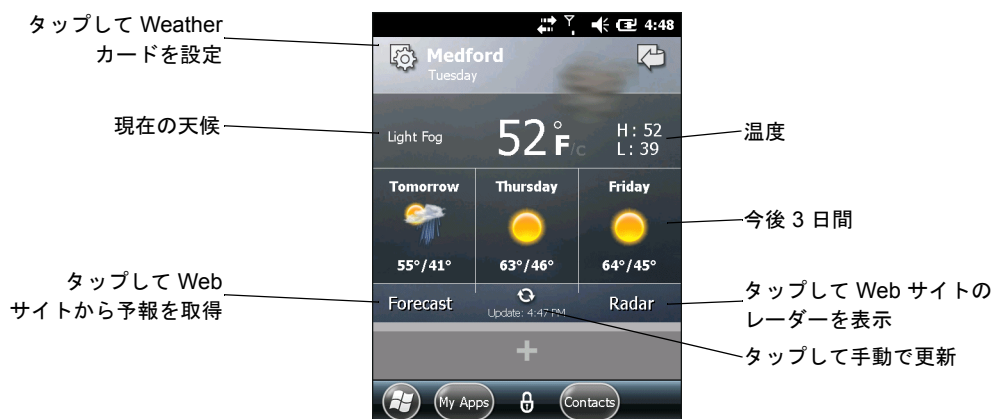 タップして Weather
カードを設定
現在の天候
タップして Web
サイトから予報を取得
4:48
Medford
Tuesday
Light Fog
52°F/C
H: 52
L: 39
Tomorrow
Thursday
Friday
55°/41°
63°/46°
64°/45°
Forecast
Update: 4:47 PM
Radar
My Apps
Contacts
温度
今後 3 日間
タップして Web サイトの
レーダーを表示
タップして手動で更新